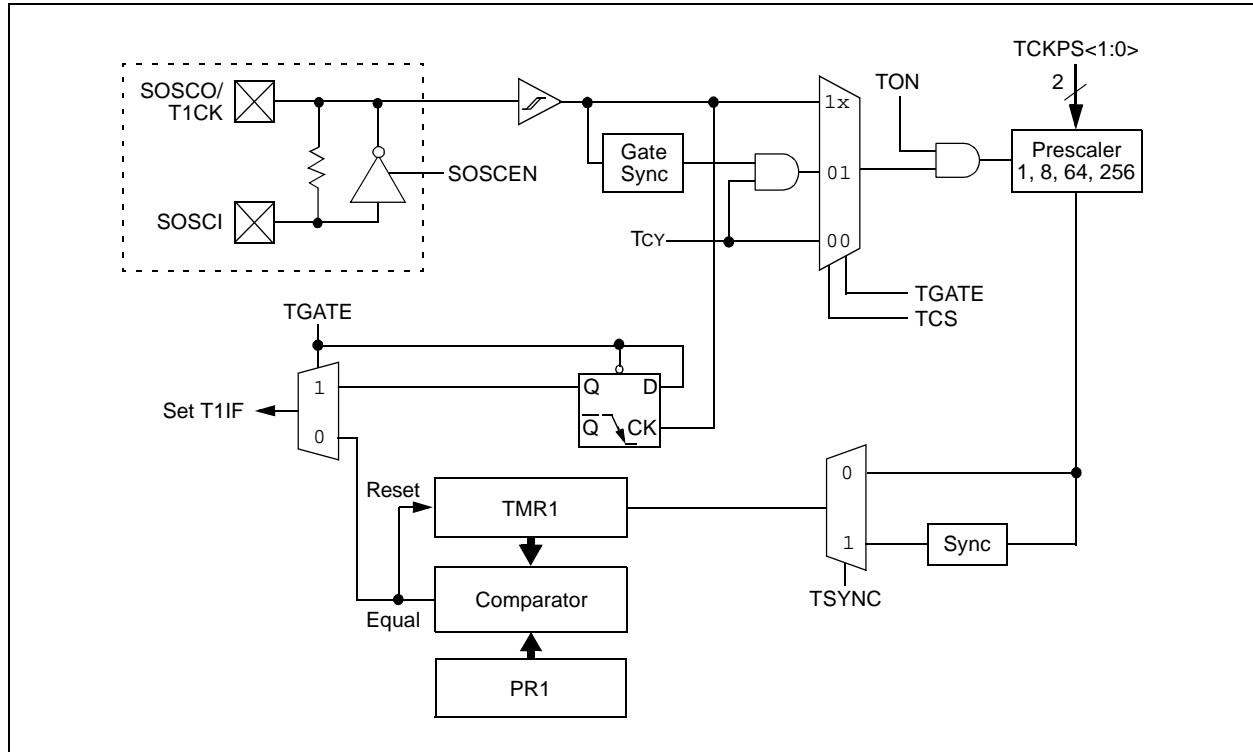 TCKPS<1:0>
SOSCO/
T1CK
TON
2
1x
Gate
Sync
Prescaler
1, 8, 64, 256
SOSCEN
01
SOSCI
TCY
00
TGATE
TCS
TGATE
1
Q
D
Set T1IF
Q
CK
0
0
Reset
TMR1
1
Sync
TSYNC
Comparator
Equal
PR1